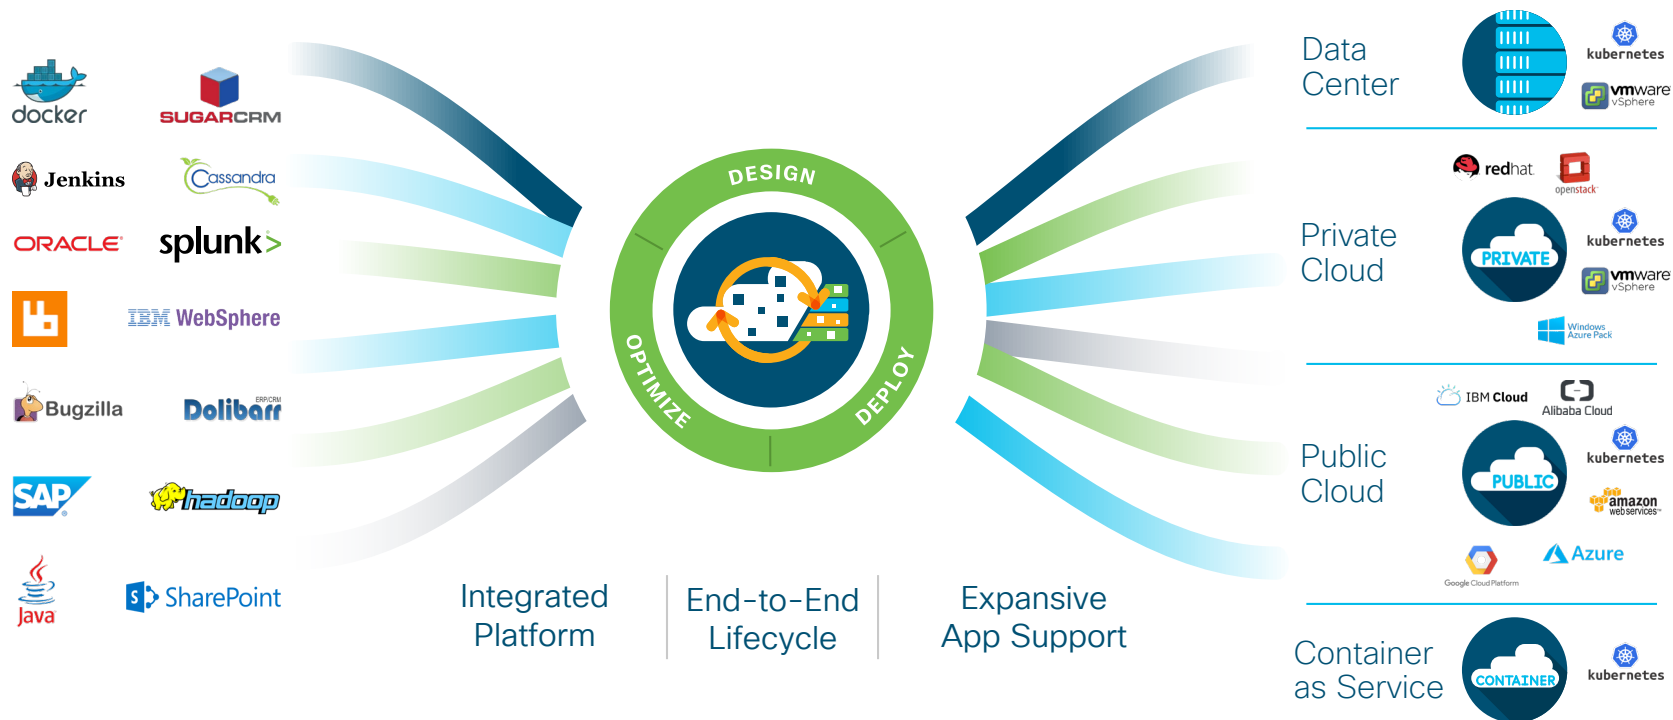 docker
SUGARCRM
Jenkins
Cassandra
ORACLE®
splunk>
IBM WebSphere
Bugzilla
ERP/CRM
Dolibarr
SAP®
hadoop
Java
S
SharePoint
DESIGN
DEPLOY
OPTIMIZE
Integrated
Platform
End-to-End
Lifecycle
Expansive
App Support
Data
Center
kubernetes
vmware
vSphere
redhat.
openstack
Private
Cloud
PRIVATE
kubernetes
vmware
vSphere
Windows
Azure Pack
IBM Cloud
Alibaba Cloud
Public
Cloud
PUBLIC
kubernetes
amazon
web services™
Google Cloud Platform
Azure
Container
as Service
CONTAINER
kubernetes